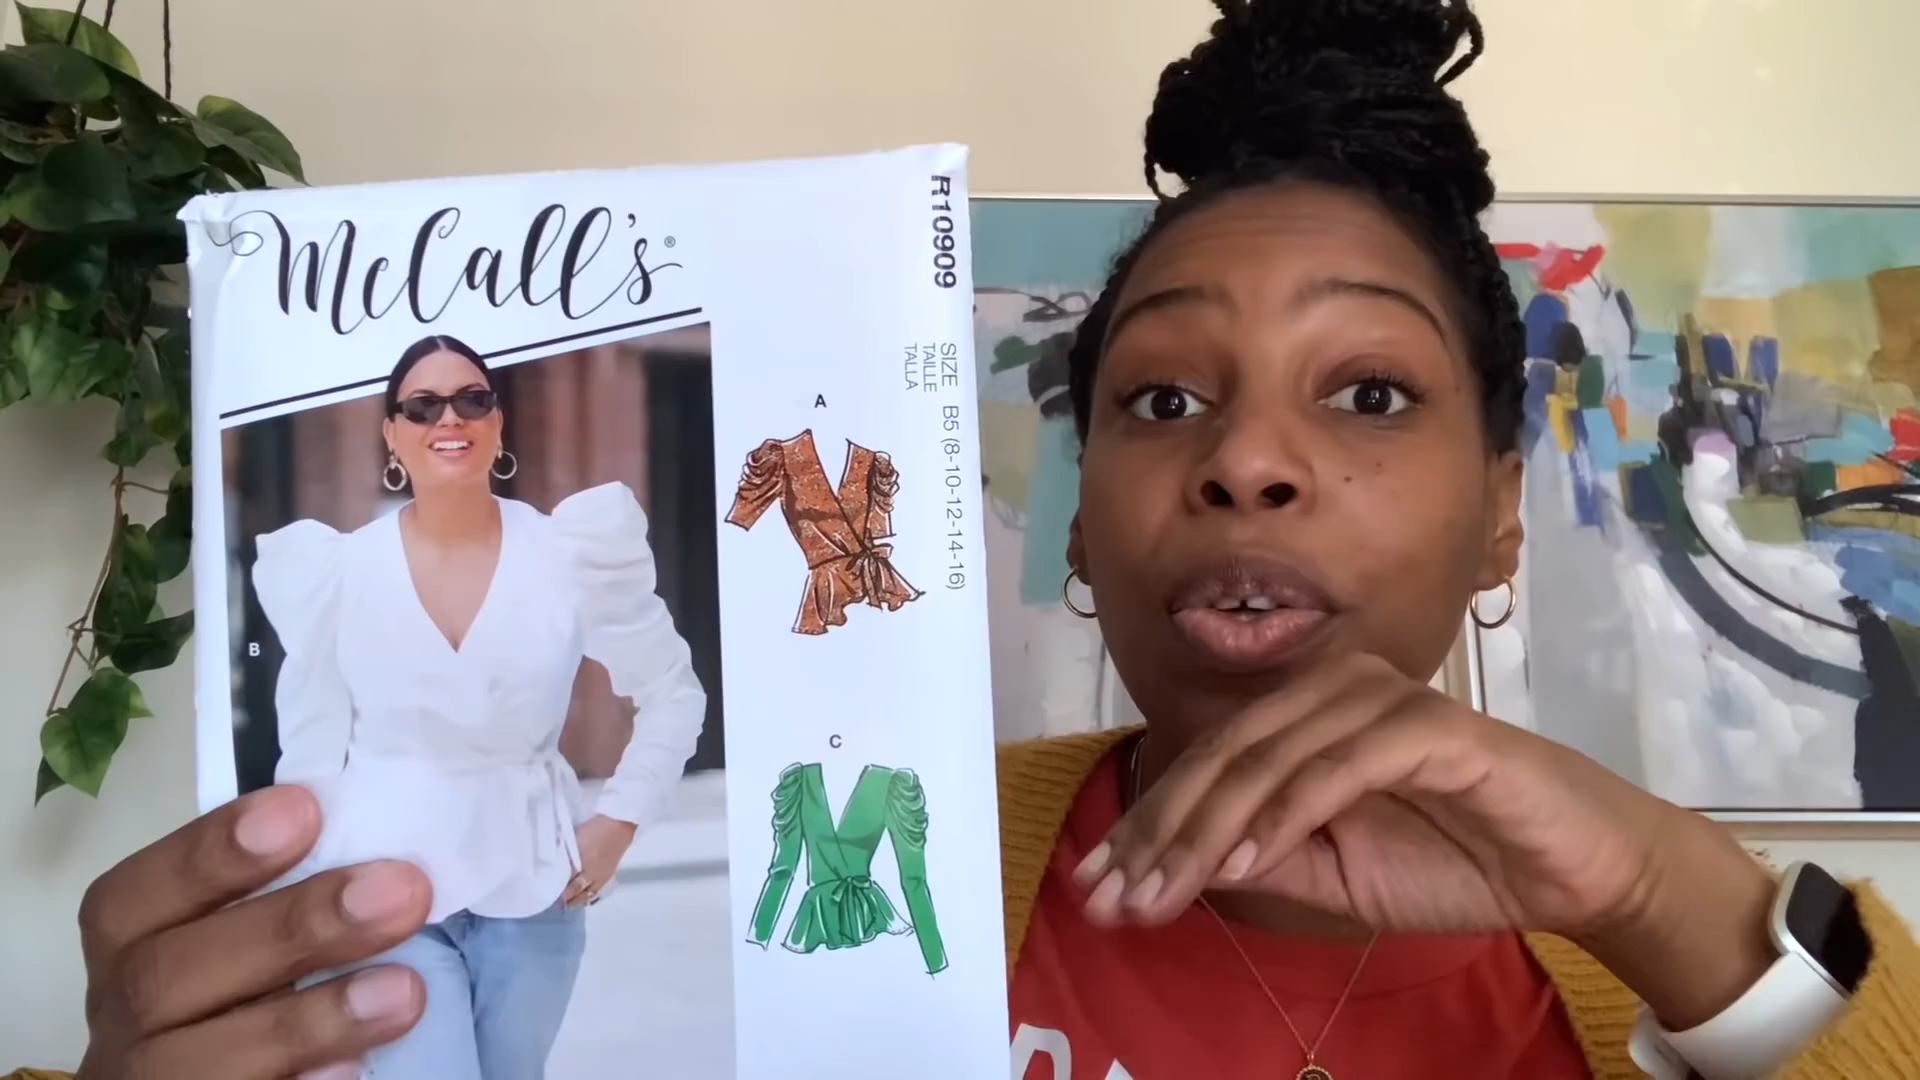 McCall's®
R10909
SIZE B5 (8-10-12-14-16)
TAILLE
TALLA
A
B
C